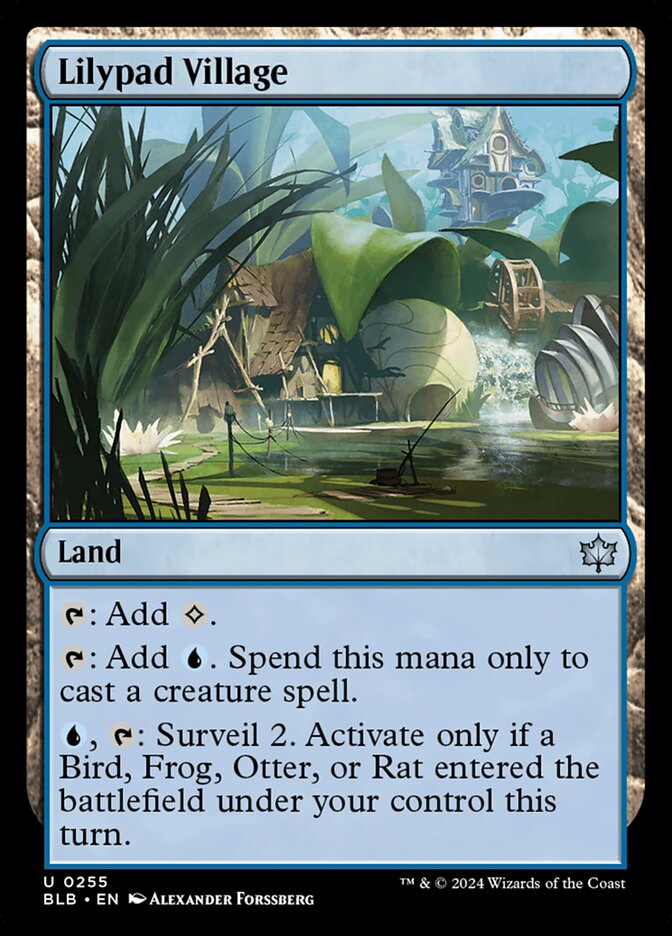 Lilypad Village
Land
: Add .
: Add . Spend this mana only to
cast a creature spell.
, : Surveil 2. Activate only if a
Bird, Frog, Otter, or Rat entered the
battlefield under your control this
turn.
U 0255
BLB • EN Alexander Forssberg
™ & © 2024 Wizards of the Coast